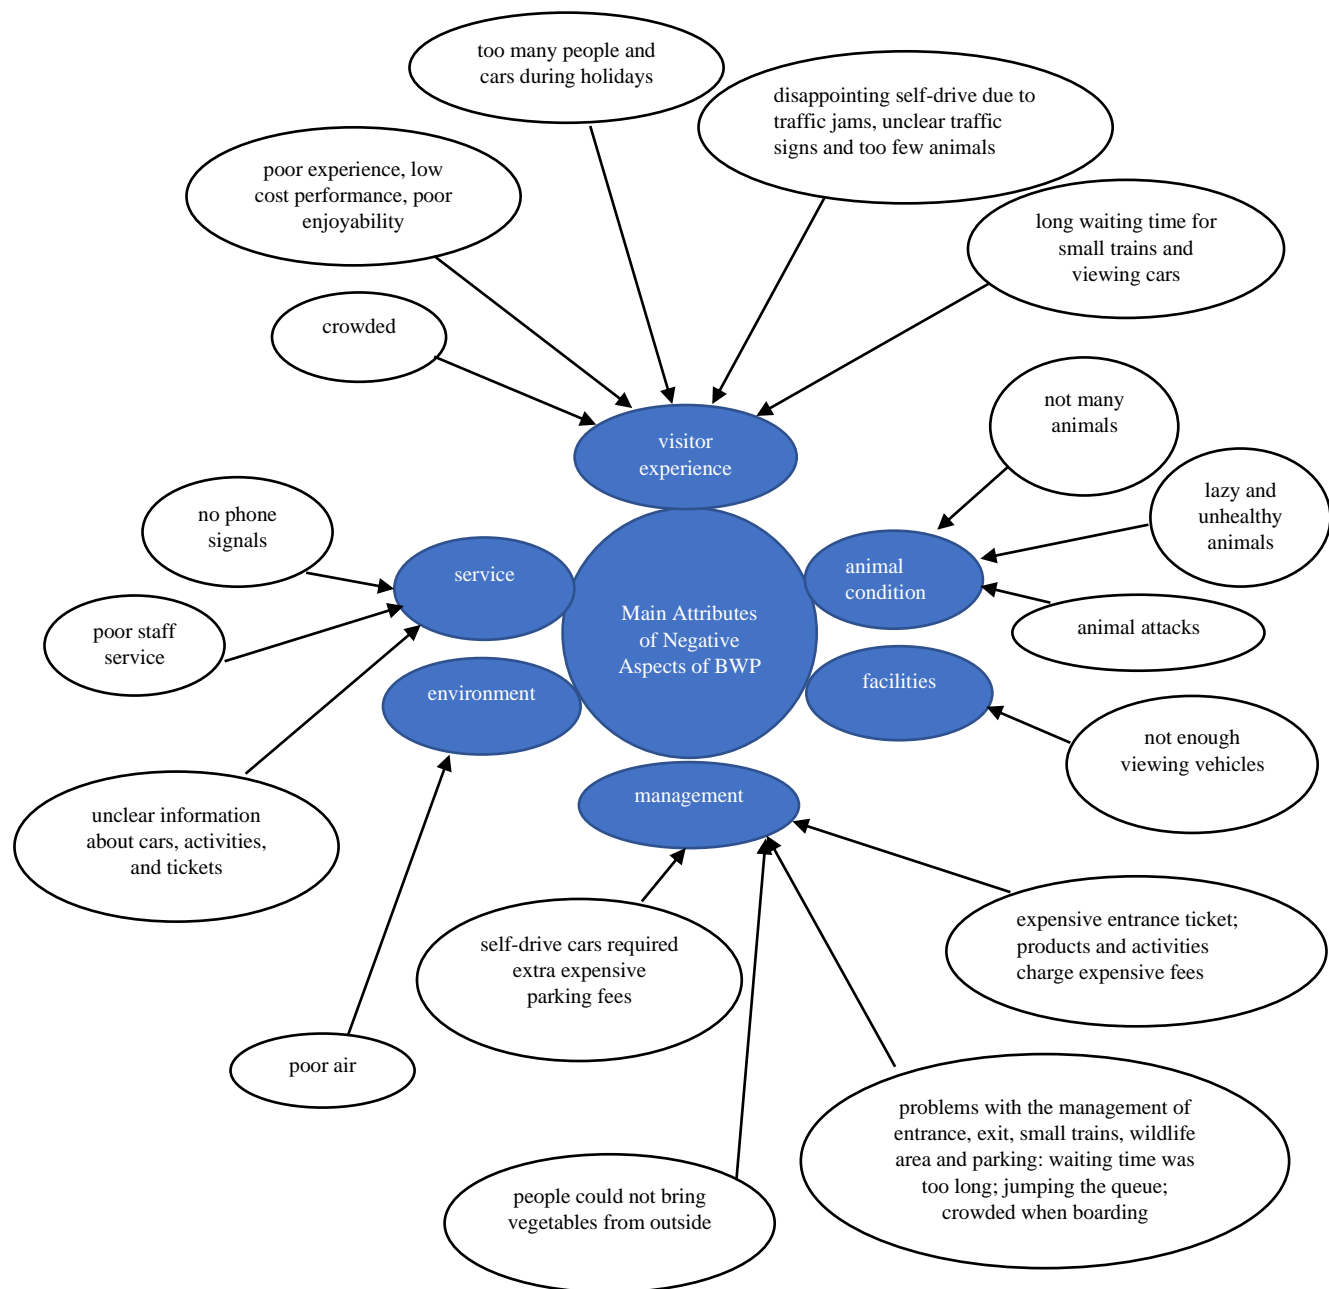 too many people and
cars during holidays
disappointing self-drive due to
traffic jams, unclear traffic
signs and too few animals
poor experience, low
cost performance, poor
enjoyability
long waiting time for
small trains and
viewing cars
crowded
not many
animals
visitor
experience
lazy and
unhealthy
animals
no phone
signals
service
animal
condition
Main Attributes
of Negative
Aspects of BWP
poor staff
service
animal attacks
environment
facilities
not enough
viewing vehicles
management
unclear information
about cars, activities,
and tickets
self-drive cars required
extra expensive
parking fees
expensive entrance ticket;
products and activities
charge expensive fees
poor air
problems with the management of
entrance, exit, small trains, wildlife
area and parking: waiting time was
too long; jumping the queue;
crowded when boarding
people could not bring
vegetables from outside